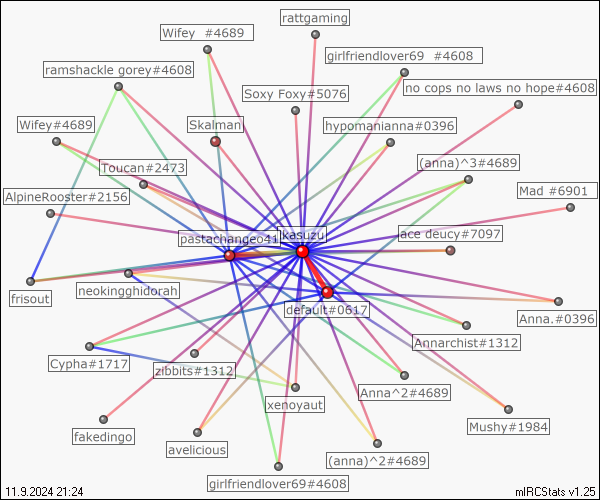 rattgaming
Wifey  #4689
girlfriendlover69  #4608
ramshackle gorey#4608
no cops no laws no hope#4608
Soxy Foxy#5076
Wifey#4689
Skalman
hypomanianna#0396
Toucan#2473
(anna)^3#4689
AlpineRooster#2156
Mad #6901
pastachangeo41
kasuzu
ace deucy#7097
frisout
neokingghidorah
default#0617
Anna.#0396
Annarchist#1312
Cypha#1717
zibbits#1312
Anna^2#4689
xenoyaut
Mushy#1984
fakedingo
avelicious
(anna)^2#4689
girlfriendlover69#4608
11.9.2024 21:24
mIRCStats v1.25